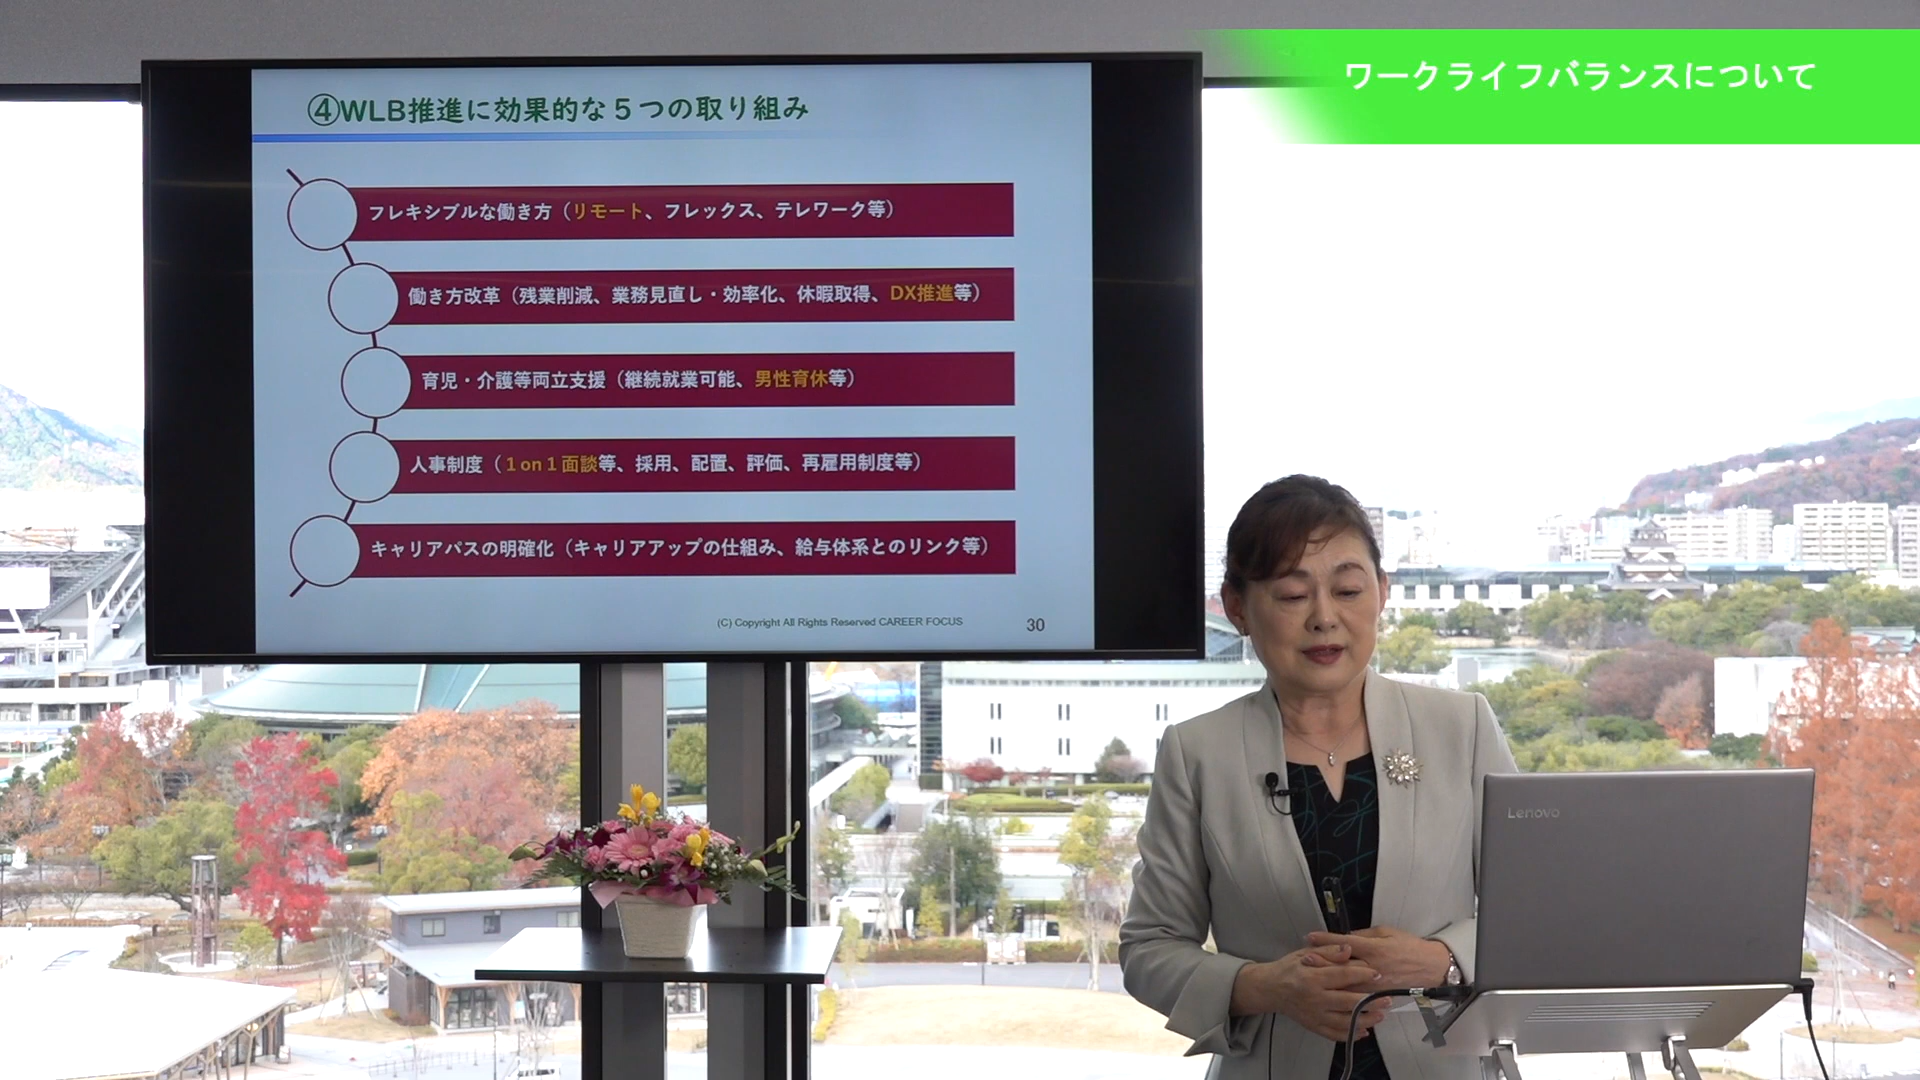 ワークライフバランスについて
④WLB推進に効果的な５つの取り組み
フレキシブルな働き方（リモート、フレックス、テレワーク等）
働き方改革（残業削減、業務見直し・効率化、休暇取得、DX推進等）
育児・介護等両立支援（継続就業可能、男性育休等）
人事制度（１on１面談等、採用、配置、評価、再雇用制度等）
キャリアパスの明確化（キャリアアップの仕組み、給与体系とのリンク等）
(C) Copyright All Rights Reserved CAREER FOCUS
30
Lenovo